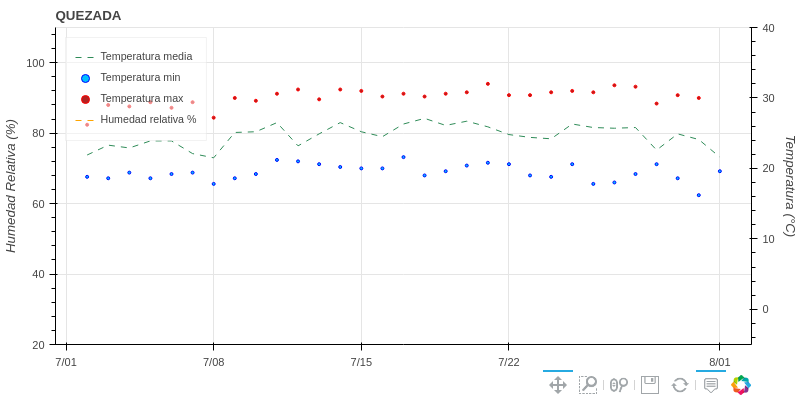 QUEZADA
Temperatura media
Temperatura min
Temperatura max
Humedad relativa %
Humedad Relativa (%)
100
80
60
40
20
Temperatura (°C)
40
30
20
10
0
7/01
7/08
7/15
7/22
8/01